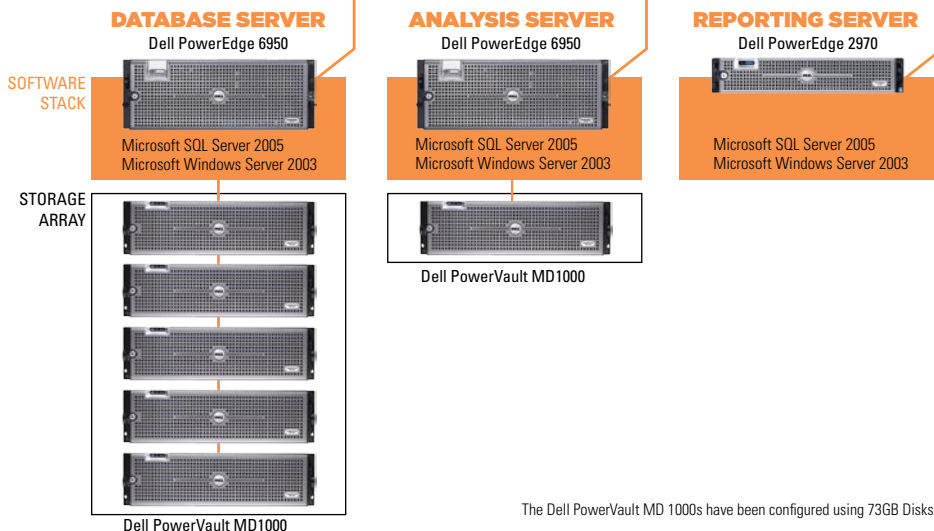 DATABASE SERVER
Dell PowerEdge 6950
ANALYSIS SERVER
Dell PowerEdge 6950
REPORTING SERVER
Dell PowerEdge 2970
SOFTWARE
STACK
Microsoft SQL Server 2005
Microsoft Windows Server 2003
Microsoft SQL Server 2005
Microsoft Windows Server 2003
Microsoft SQL Server 2005
Microsoft Windows Server 2003
STORAGE
ARRAY
Dell PowerVault MD1000
Dell PowerVault MD1000
The Dell PowerVault MD 1000s have been configured using 73GB Disks